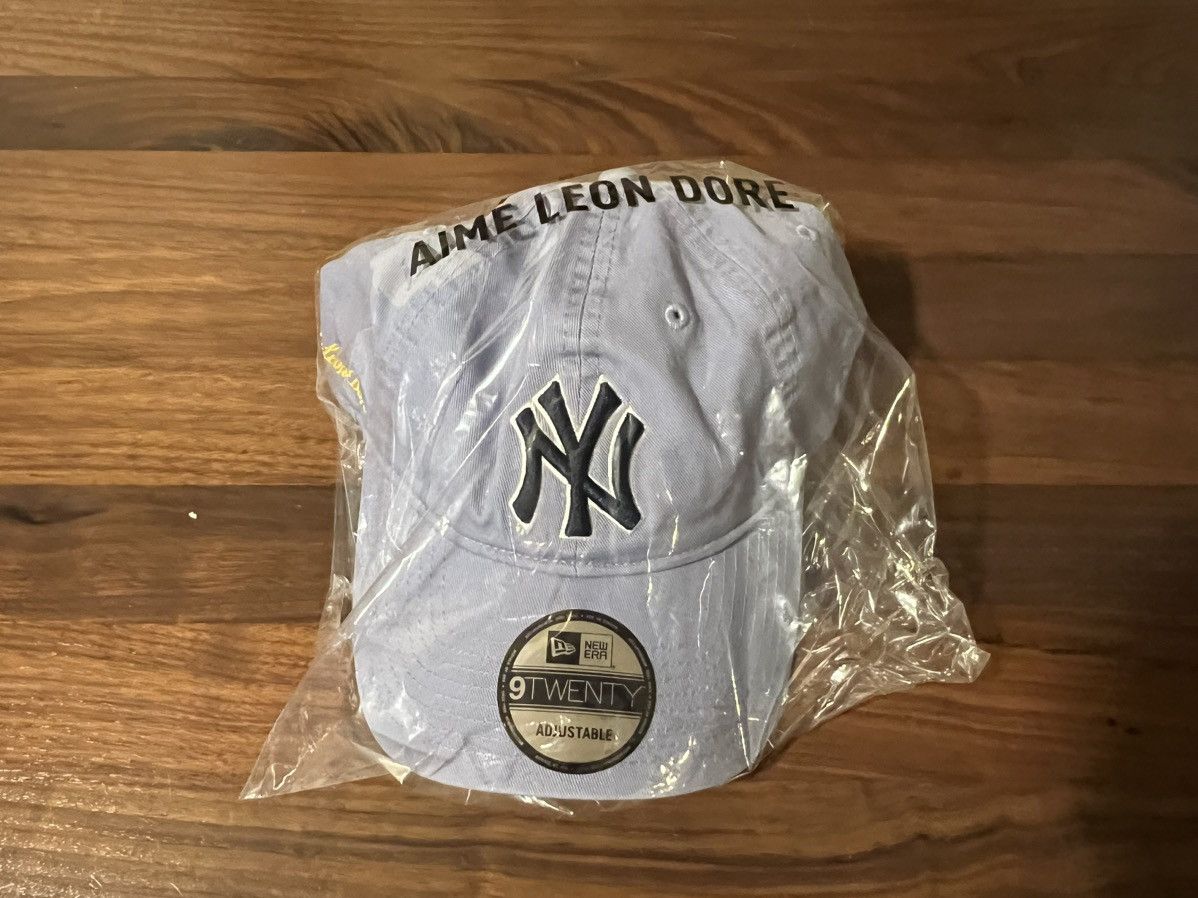 AIMÉ LEON DORE
NY
NEW ERA
9TWENTY
ADJUSTABLE